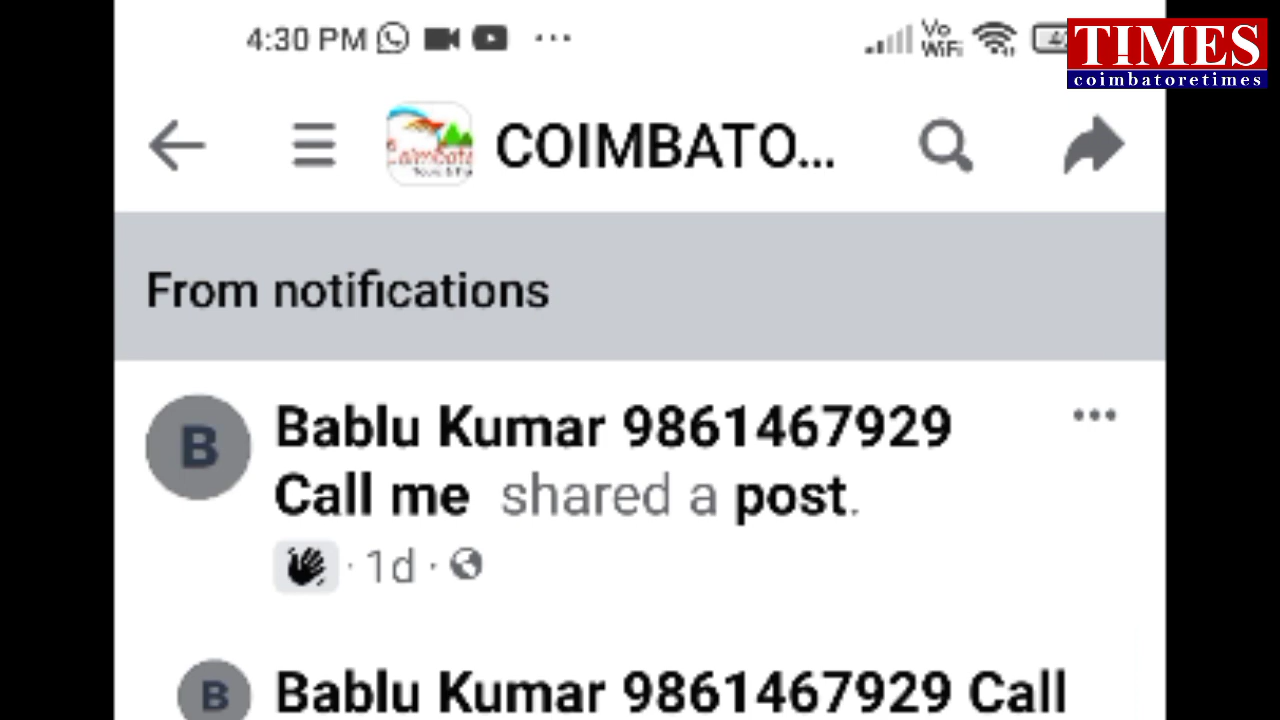 4:30 PM
Vo
WiFi
TIMES
coimbatoretimes
COIMBATO...
From notifications
B
Bablu Kumar 9861467929
Call me shared a post.
1d
B
Bablu Kumar 9861467929 Call